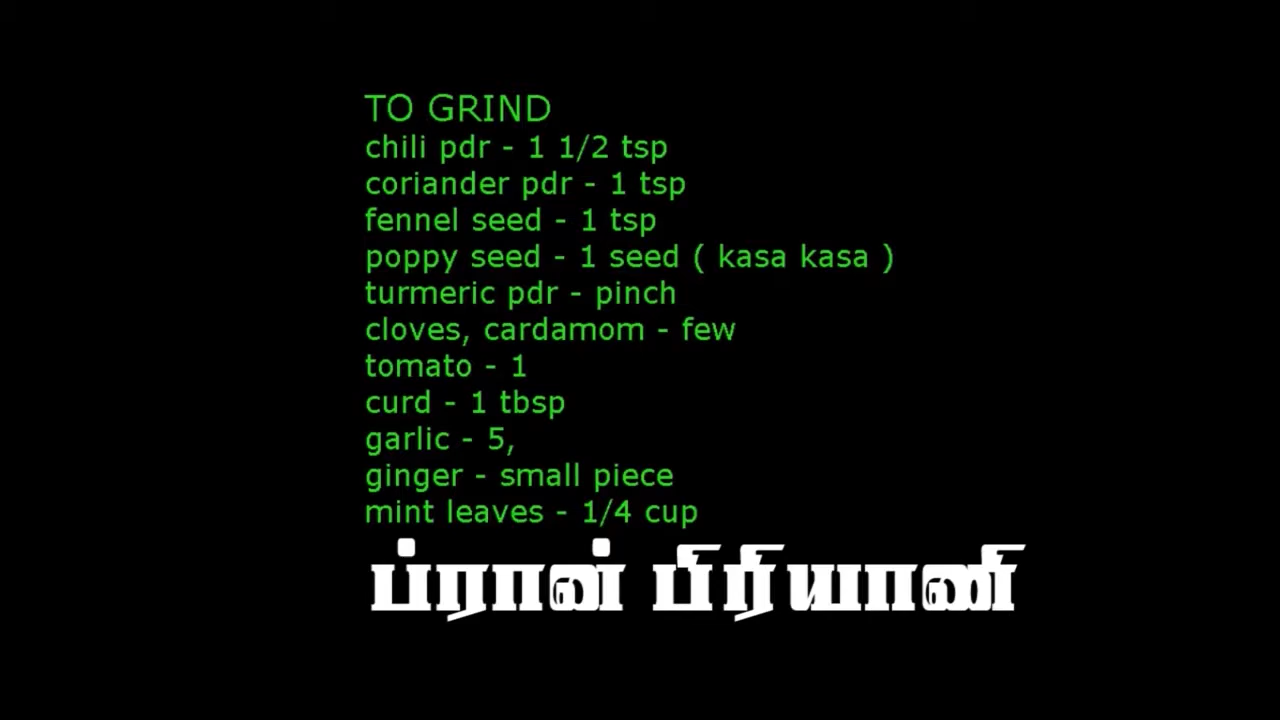 TO GRIND
chili pdr - 1 1/2 tsp
coriander pdr - 1 tsp
fennel seed - 1 tsp
poppy seed - 1 seed ( kasa kasa )
turmeric pdr - pinch
cloves, cardamom - few
tomato - 1
curd - 1 tbsp
garlic - 5,
ginger - small piece
mint leaves - 1/4 cup
ப்ரான் பிரியாணி